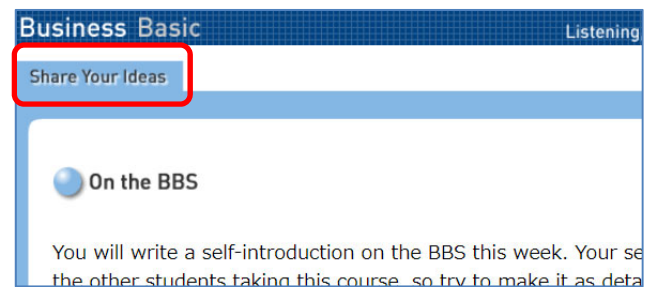 Business Basic
Listening
Share Your Ideas
On the BBS
You will write a self-introduction on the BBS this week. Your se
the other students taking this course, so try to make it as deta